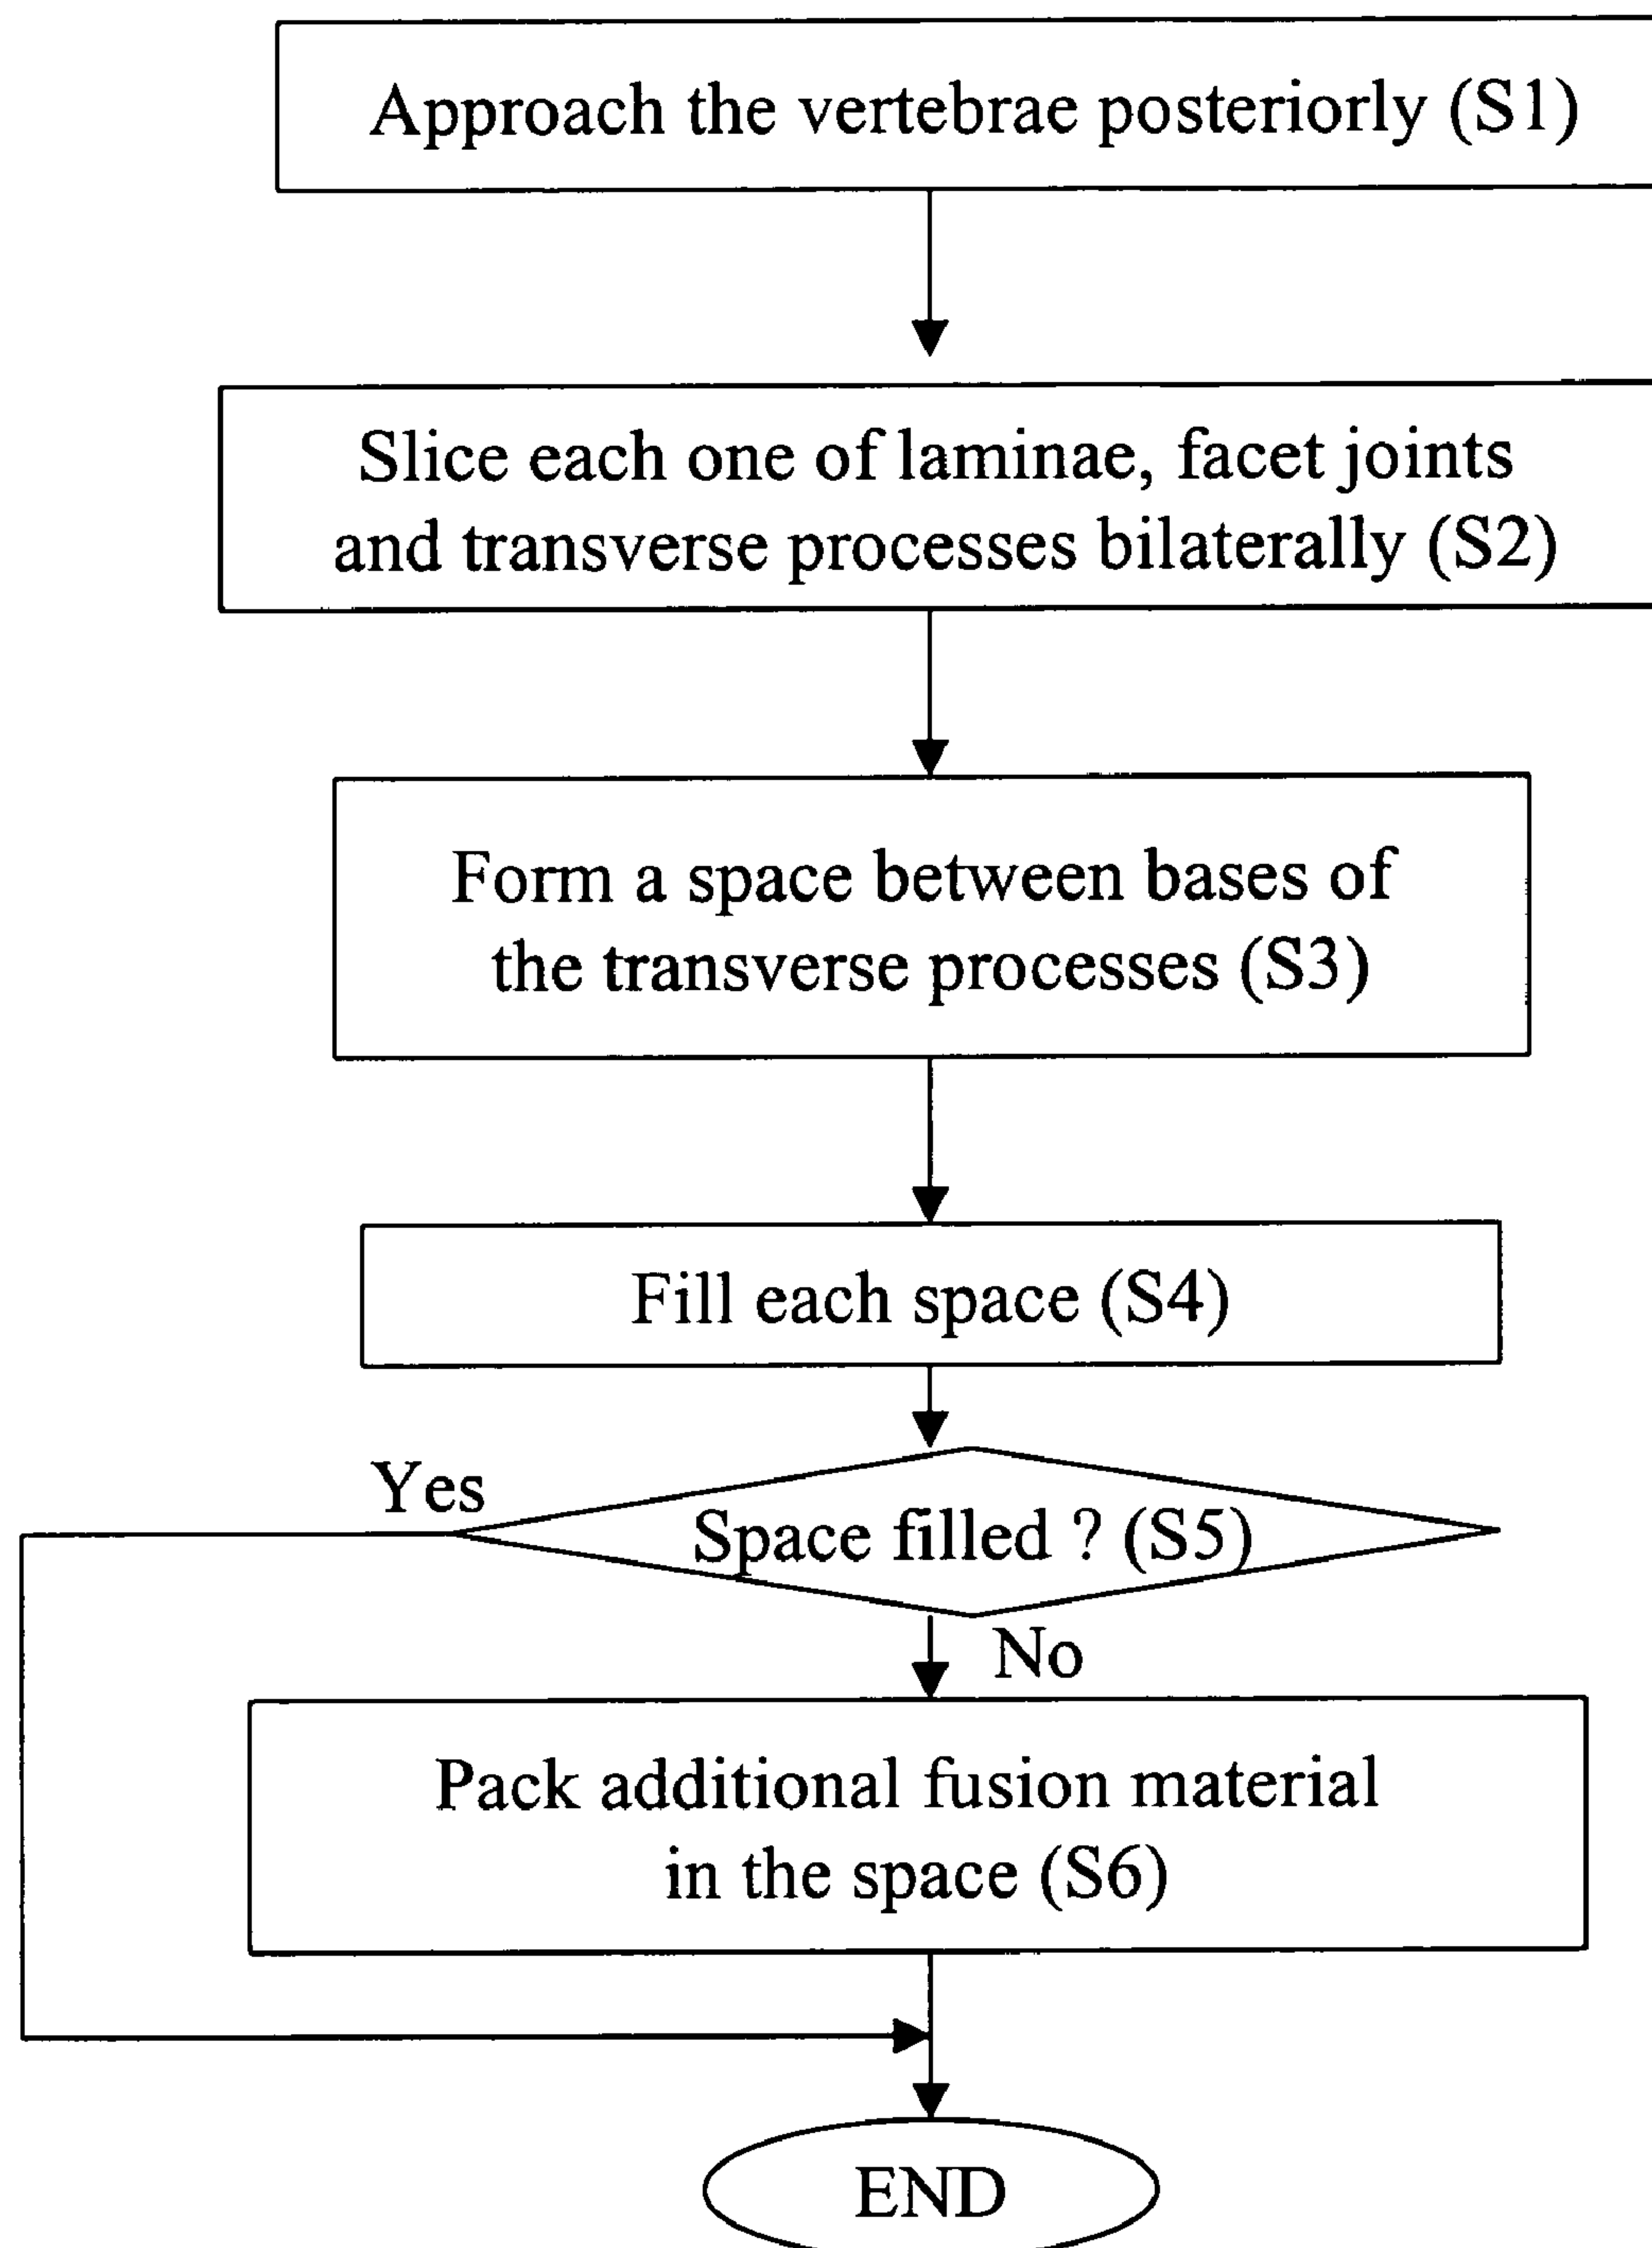 Approach the vertebrae posteriorly (S1)
Slice each one of laminae, facet joints
and transverse processes bilaterally (S2)
Form a space between bases of
the transverse processes (S3)
Fill each space (S4)
Yes
Space filled ? (S5)
No
Pack additional fusion material
in the space (S6)
END